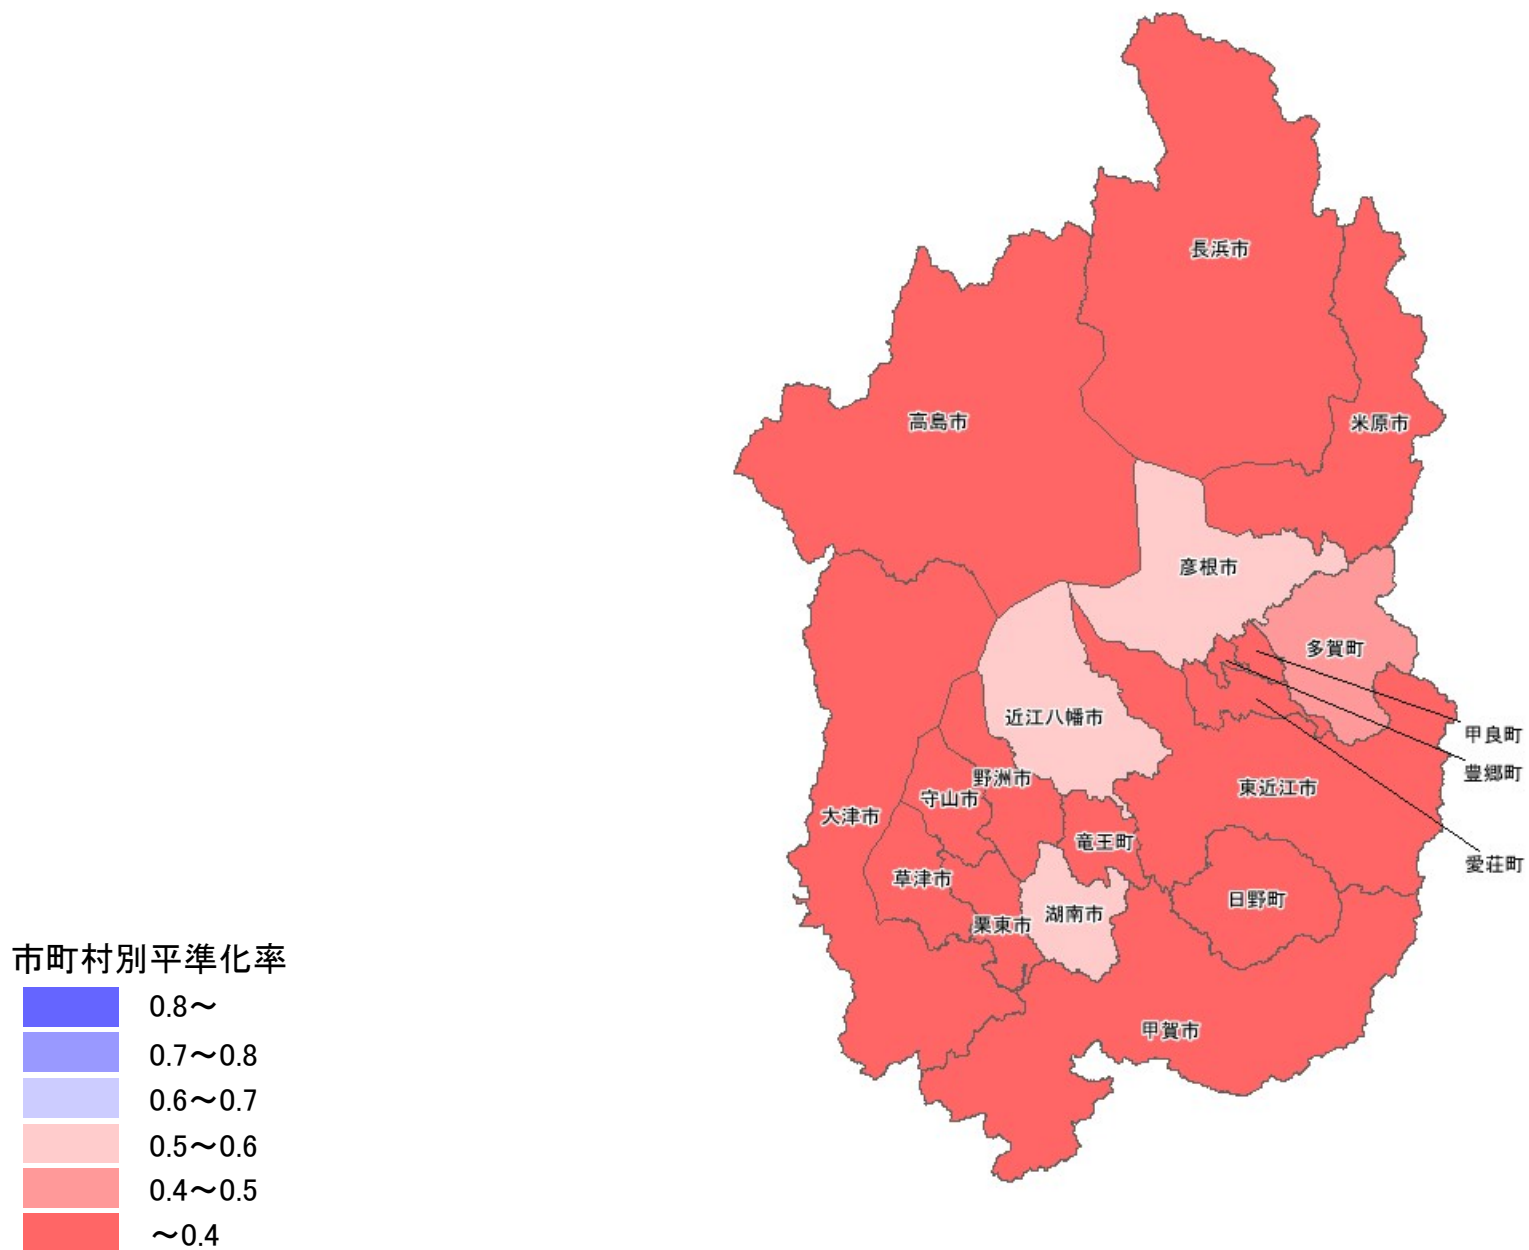 長浜市
高島市
米原市
彦根市
多賀町
近江八幡市
甲良町
豊郷町
野洲市
守山市
東近江市
大津市
竜王町
愛荘町
草津市
日野町
湖南市
栗東市
甲賀市
市町村別平準化率
0.8～
0.7～0.8
0.6～0.7
0.5～0.6
0.4～0.5
～0.4